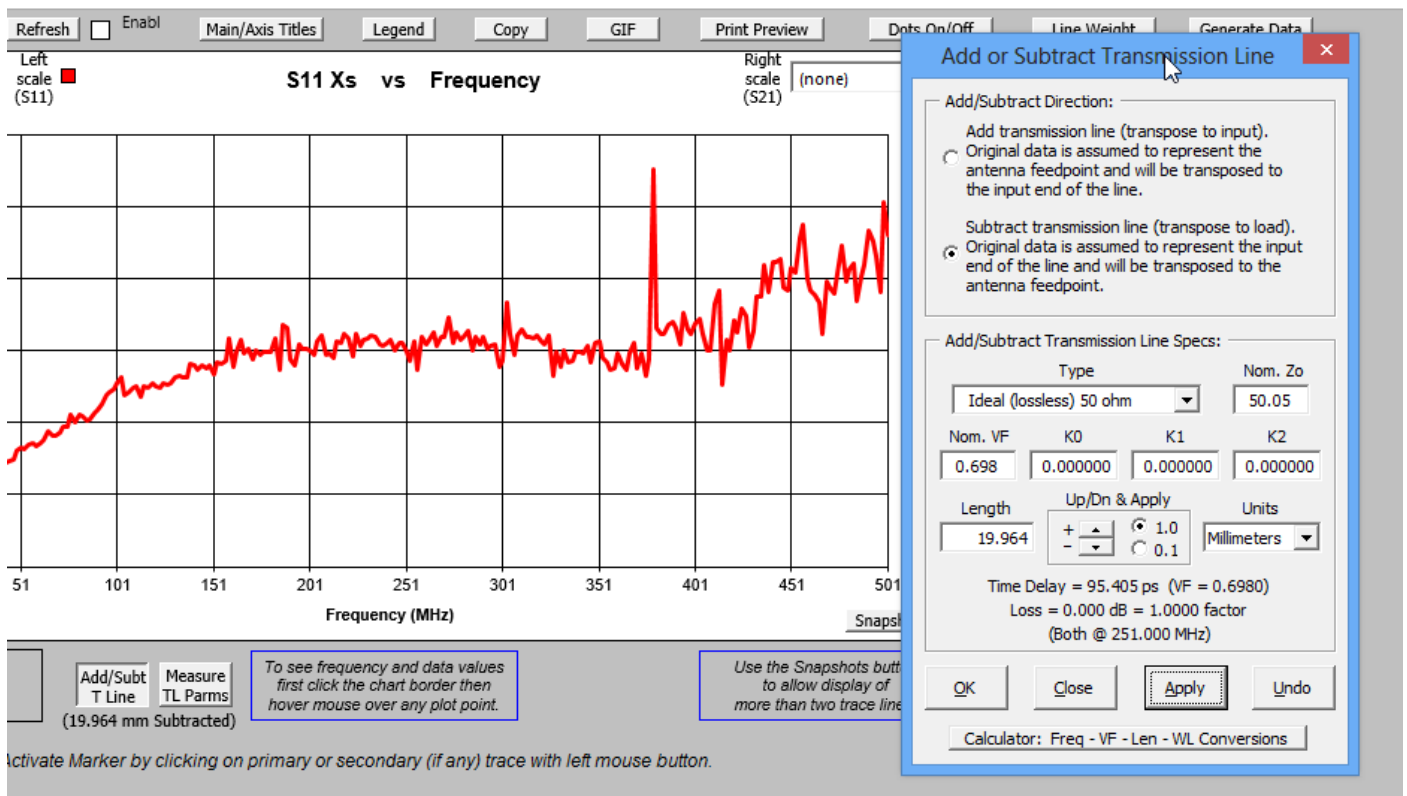 Refresh
Enabl
Main/Axis Titles
Legend
Copy
GIF
Print Preview
Dots On/Off
Line Weight
Generate Data
Left
scale
(S11)
S11 Xs vs Frequency
Right
scale
(S21)
(none)
51 101 151 201 251 301 351 401 451 501
Frequency (MHz)
Add/Subt
T Line
Measure
TL Parms
(19.964 mm Subtracted)
To see frequency and data values
first click the chart border then
hover mouse over any plot point.
Use the Snapshots butt
to allow display of
more than two trace line
Activate Marker by clicking on primary or secondary (if any) trace with left mouse button.
Add or Subtract Transmission Line
Add/Subtract Direction:
Add transmission line (transpose to input).
Original data is assumed to represent the
antenna feedpoint and will be transposed to
the input end of the line.
Subtract transmission line (transpose to load).
Original data is assumed to represent the input
end of the line and will be transposed to the
antenna feedpoint.
Add/Subtract Transmission Line Specs:
Type Nom. Zo
Ideal (lossless) 50 ohm 50.05
Nom. VF K0 K1 K2
0.698 0.000000 0.000000 0.000000
Length Up/Dn & Apply Units
19.964 + 1.0 Millimeters
- 0.1
Time Delay = 95.405 ps (VF = 0.6980)
Loss = 0.000 dB = 1.0000 factor
(Both @ 251.000 MHz)
OK Close Apply Undo
Calculator: Freq - VF - Len - WL Conversions